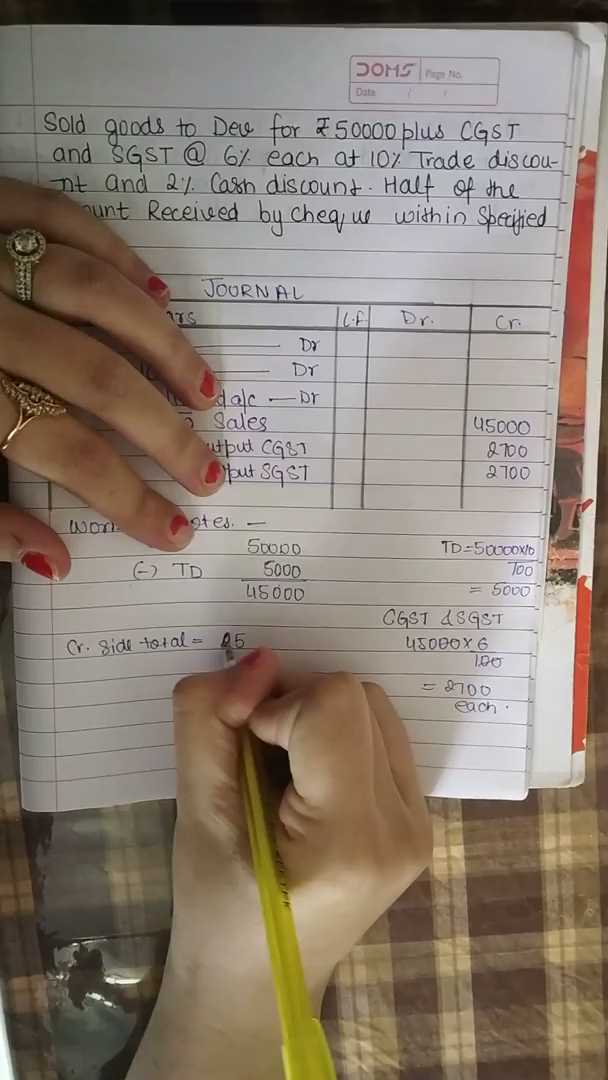 DOMS Page No.
Date / /
Sold goods to Dev for ₹50000 plus CGST
and SGST @ 6% each at 10% Trade discou-
nt and 2% Cash discount. Half of the
Received by cheque within Specified
JOURNAL
L.F. Dr. Cr.
Dr
Dr
a/c — Dr
Sales 45000
CGST 2700
SGST 2700
50000 TD=50000x10
(-) TD 5000 100
45000 = 5000
CGST & SGST
Cr. Side total = 45000 x 6
100
= 2700
each.